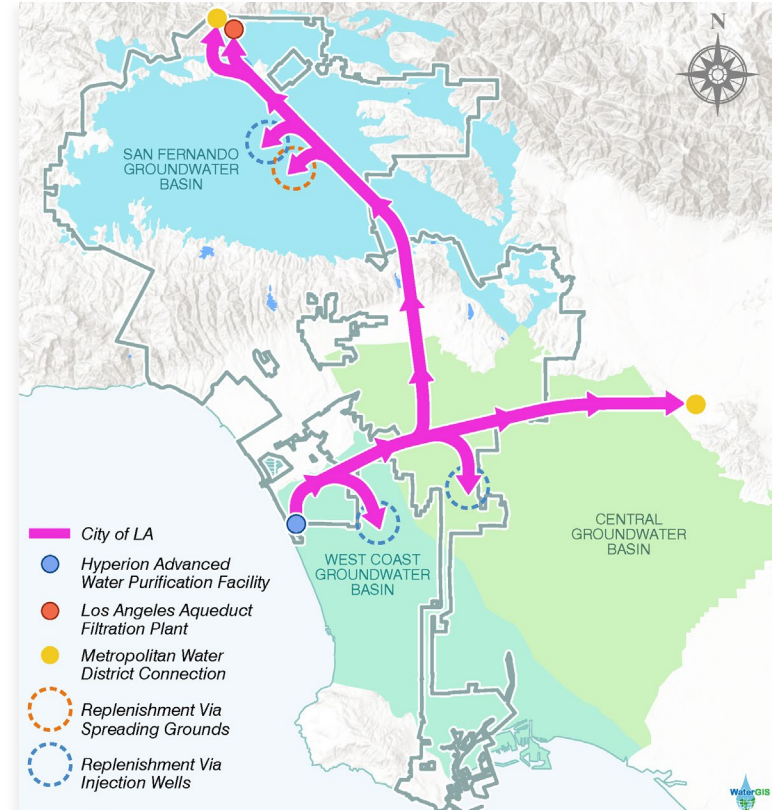 N
SAN FERNANDO
GROUNDWATER
BASIN
CENTRAL
GROUNDWATER
BASIN
WEST COAST
GROUNDWATER
BASIN
City of LA
Hyperion Advanced
Water Purification Facility
Los Angeles Aqueduct
Filtration Plant
Metropolitan Water
District Connection
Replenishment Via
Spreading Grounds
Replenishment Via
Injection Wells
WaterGIS